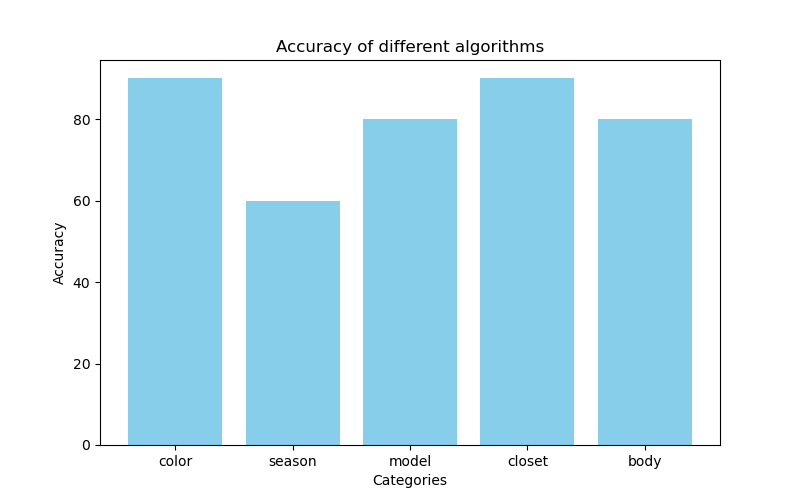 Accuracy of different algorithms
Accuracy
80
60
40
20
0
color season model closet body
Categories